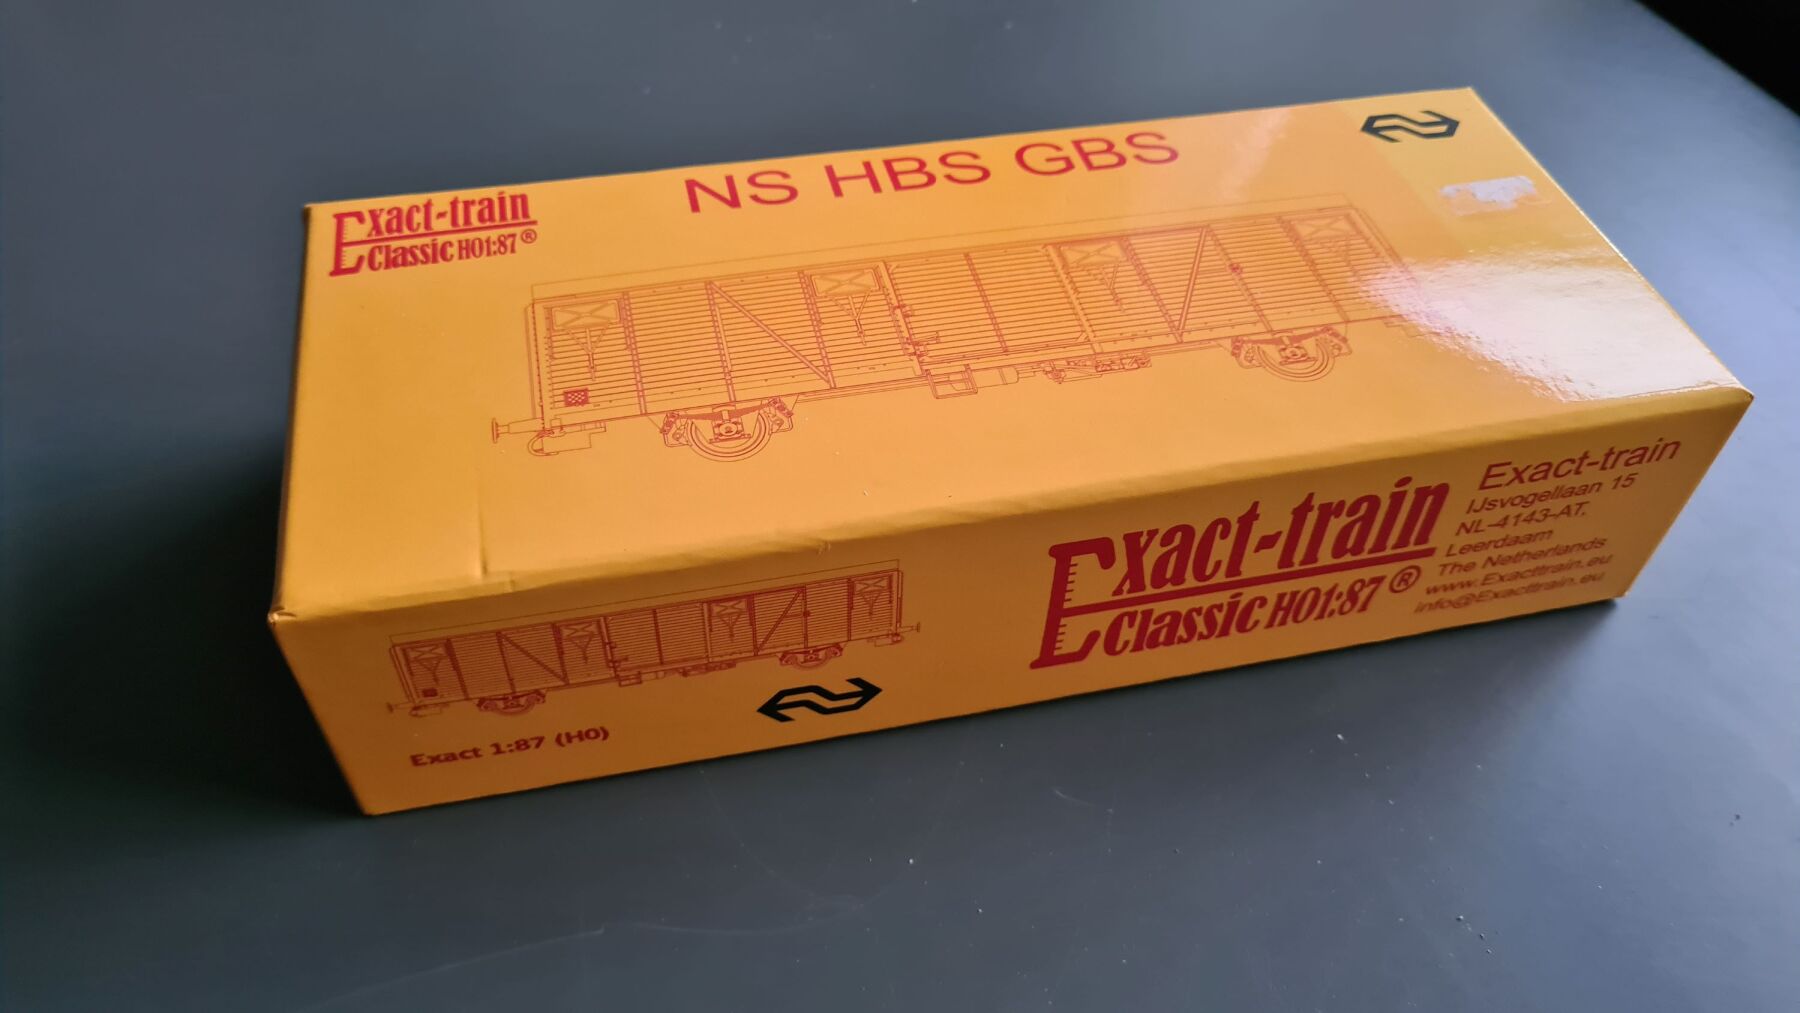 NS HBS GBS
Exact-train
Classic H01:87®
Exact-train
Classic H01:87®
Exact-train
IJsvogellaan 15
NL-4143-AT,
Leerdaam
The Netherlands
www.Exacttrain.eu
info@Exacttrain.eu
Exact 1:87 (H0)